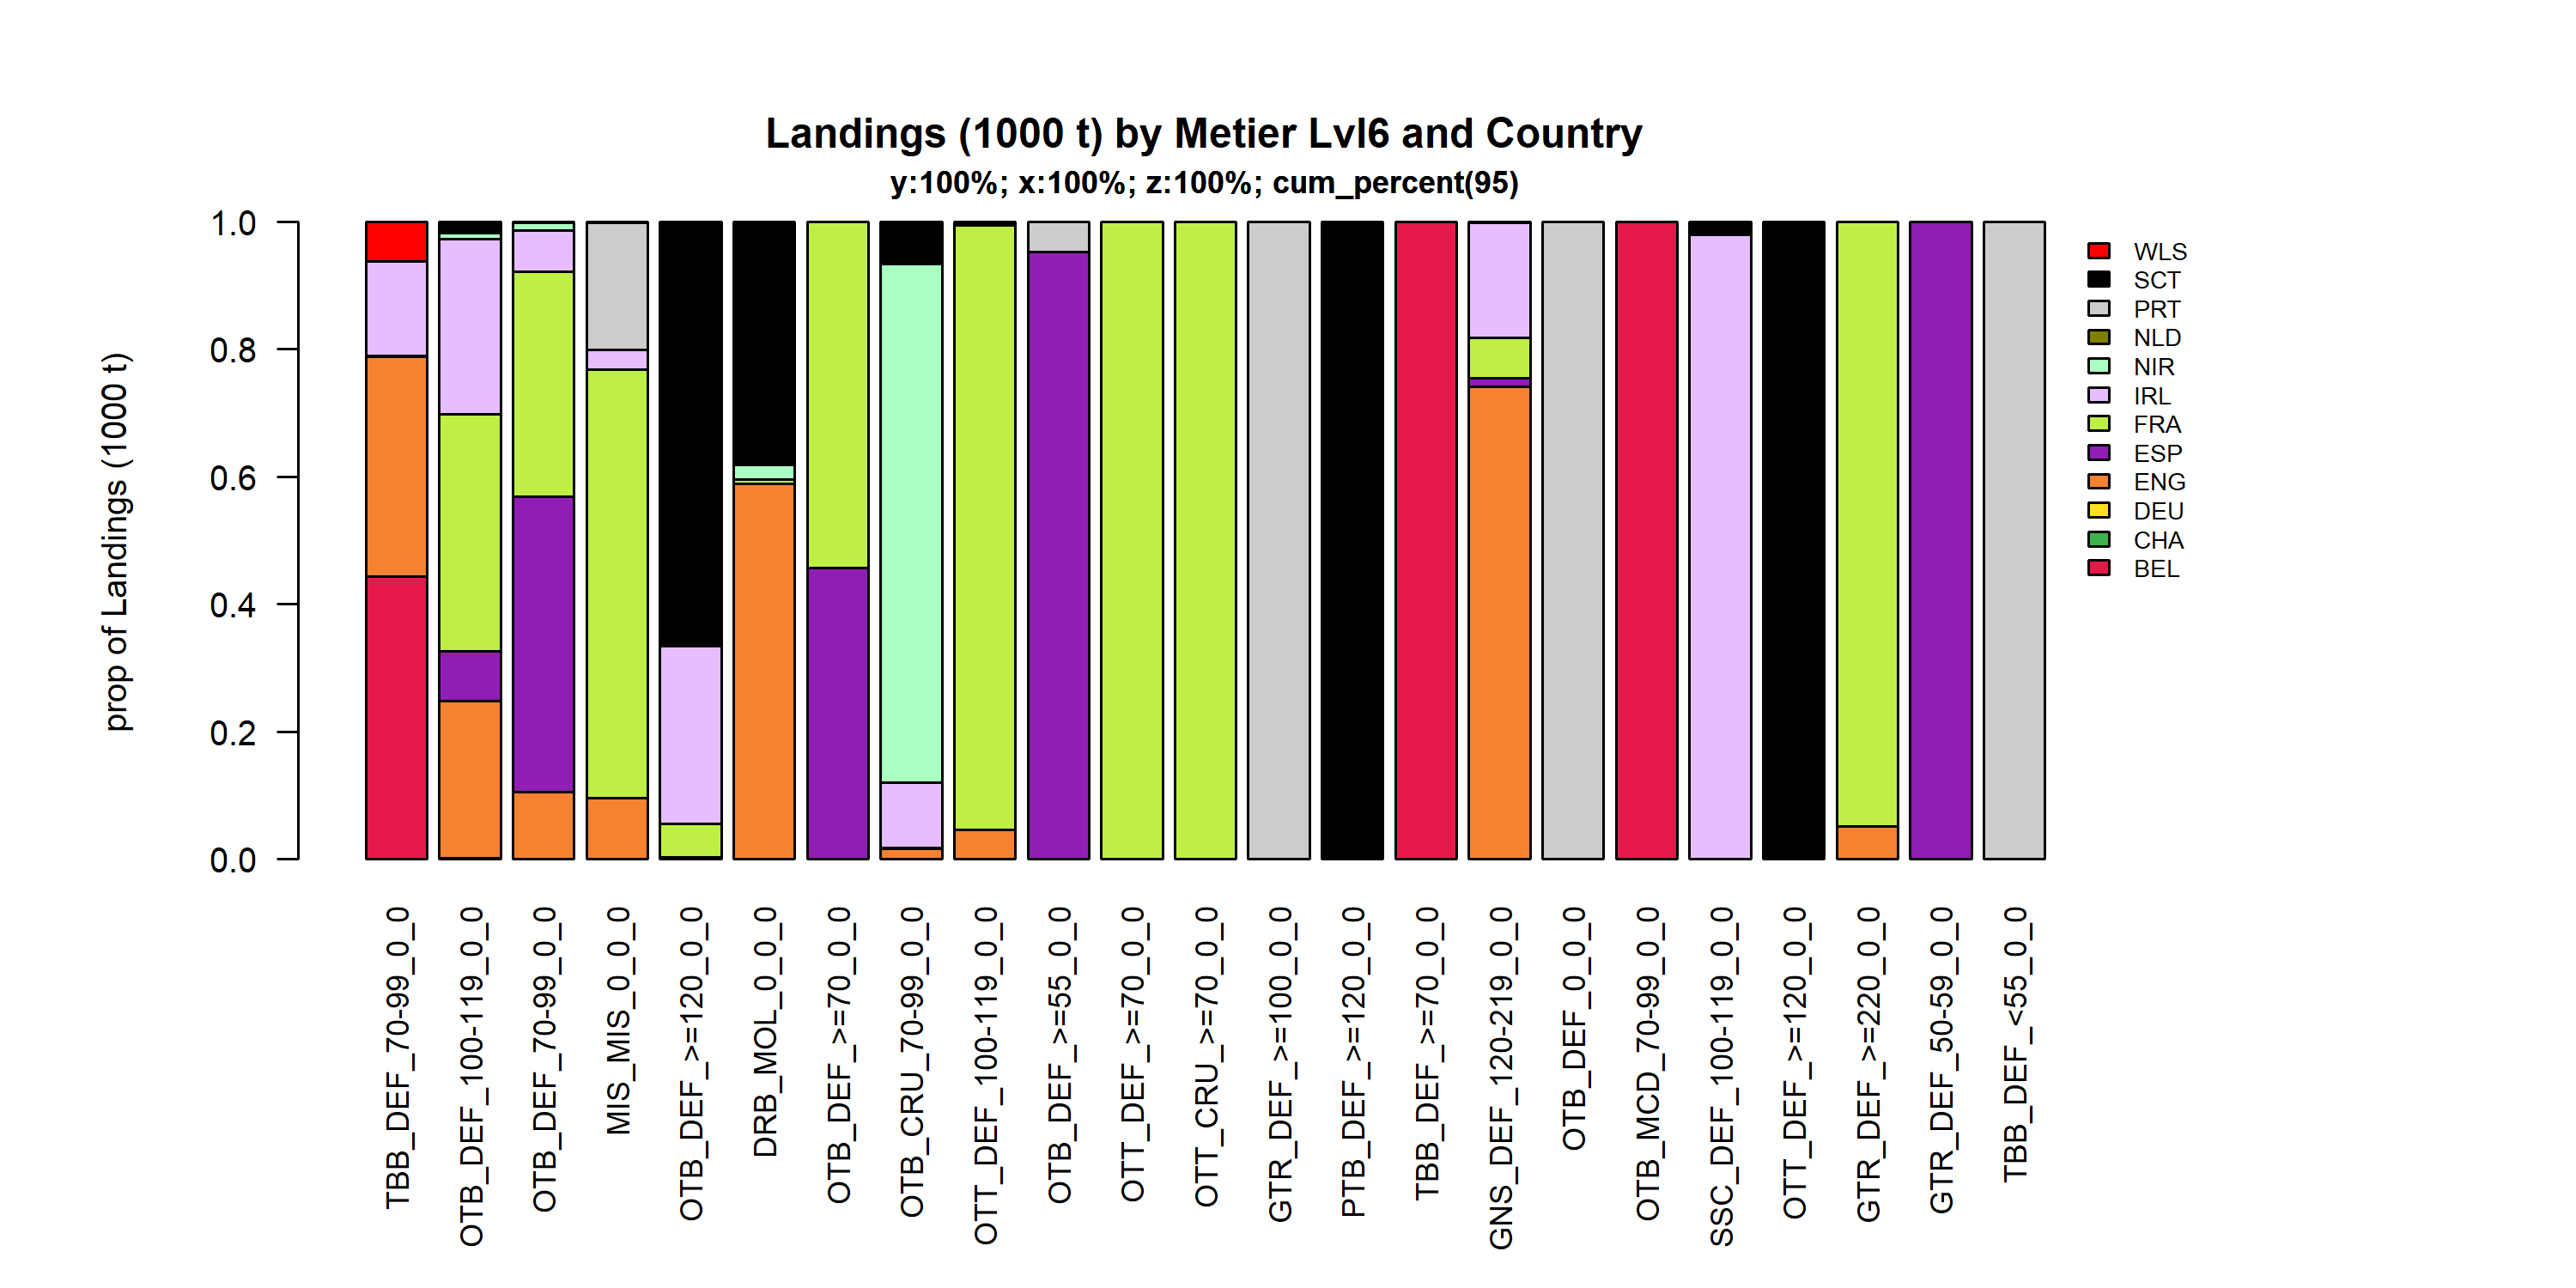 Landings (1000 t) by Metier Lvl6 and Country
y:100%; x:100%; z:100%; cum_percent(95)
prop of Landings (1000 t)
1.0
0.8
0.6
0.4
0.2
0.0
TBB_DEF_70-99_0_0
OTB_DEF_100-119_0_0
OTB_DEF_70-99_0_0
MIS_MIS_0_0_0
OTB_DEF_>=120_0_0
DRB_MOL_0_0_0
OTB_DEF_>=70_0_0
OTB_CRU_70-99_0_0
OTT_DEF_100-119_0_0
OTB_DEF_>=55_0_0
OTT_DEF_>=70_0_0
OTT_CRU_>=70_0_0
GTR_DEF_>=100_0_0
PTB_DEF_>=120_0_0
TBB_DEF_>=70_0_0
GNS_DEF_120-219_0_0
OTB_DEF_0_0_0
OTB_MCD_70-99_0_0
SSC_DEF_100-119_0_0
OTT_DEF_>=120_0_0
GTR_DEF_>=220_0_0
GTR_DEF_50-59_0_0
TBB_DEF_<55_0_0
WLS
SCT
PRT
NLD
NIR
IRL
FRA
ESP
ENG
DEU
CHA
BEL